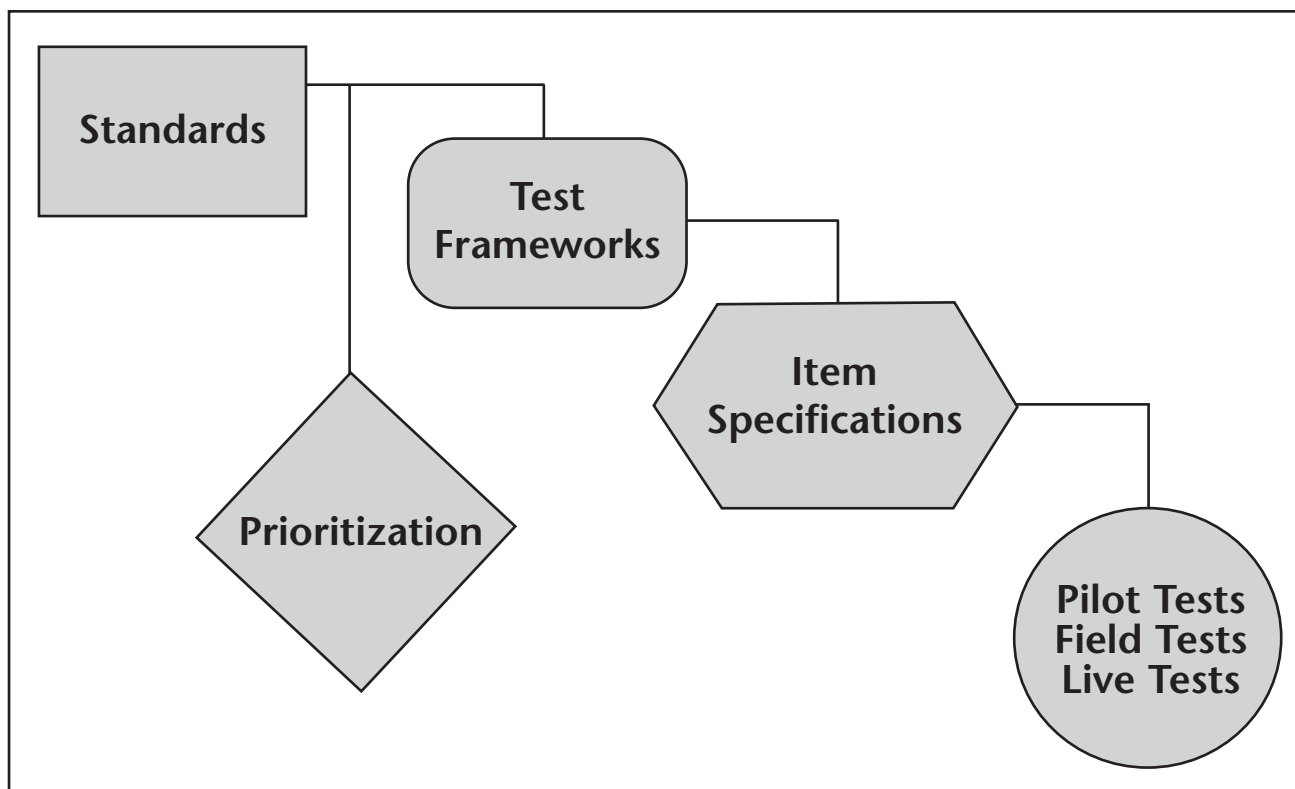 Standards
Test
Frameworks
Item
Specifications
Prioritization
Pilot Tests
Field Tests
Live Tests